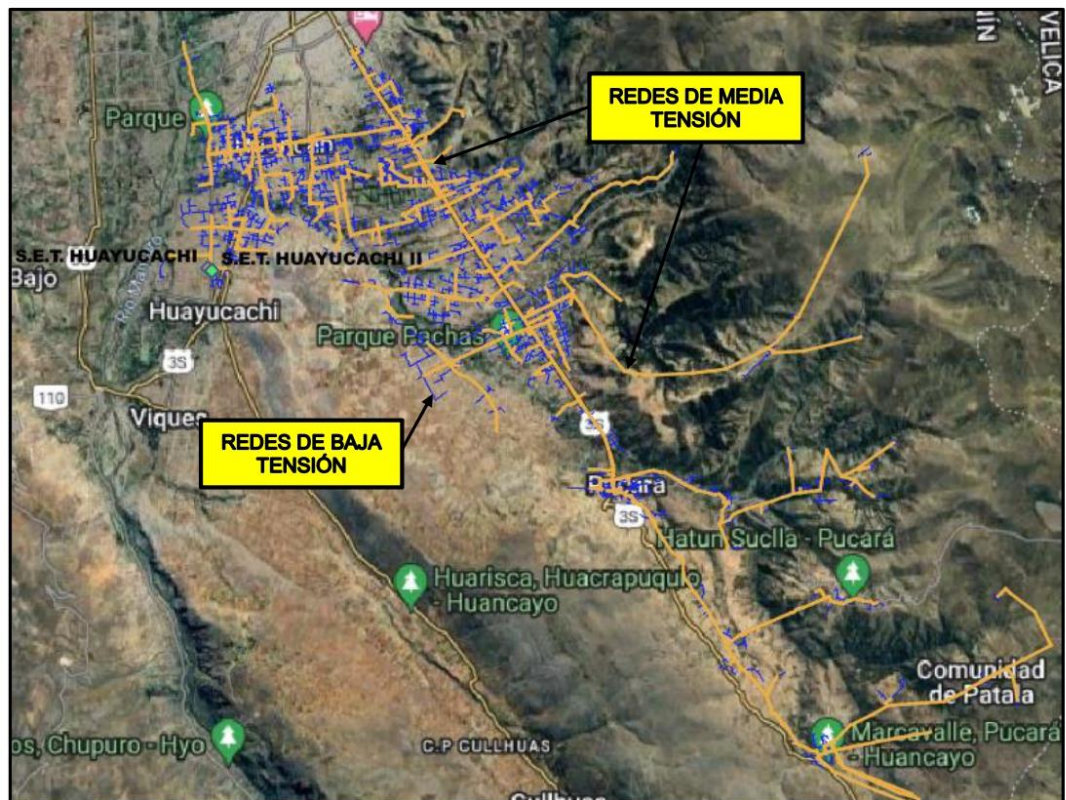 REDES DE MEDIA
TENSIÓN
Parque
S.E.T. HUAYUCACHI
S.E.T. HUAYUCACHI II
Bajo
Huayucachi
Parque Pachas
3S
110
Viques
REDES DE BAJA
TENSIÓN
3S
3S
Hatun Suclla - Pucará
Huarisca, Huacrapuquio
- Huancayo
Comunidad
de Patala
os, Chupuro - Hyo
C.P CULLHUAS
Marcavalle, Pucará
- Huancayo
VELICA